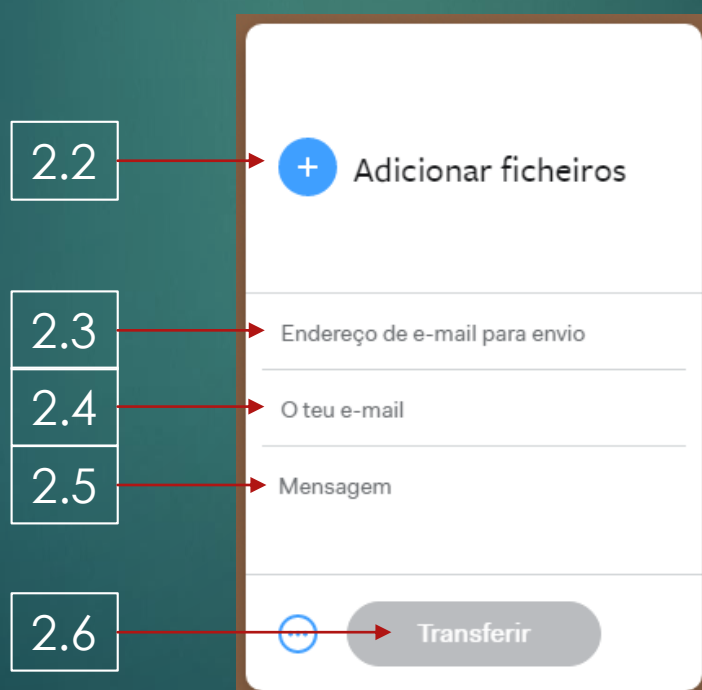 2.2
Adicionar ficheiros
2.3
Endereço de e-mail para envio
2.4
O teu e-mail
2.5
Mensagem
2.6
Transferir